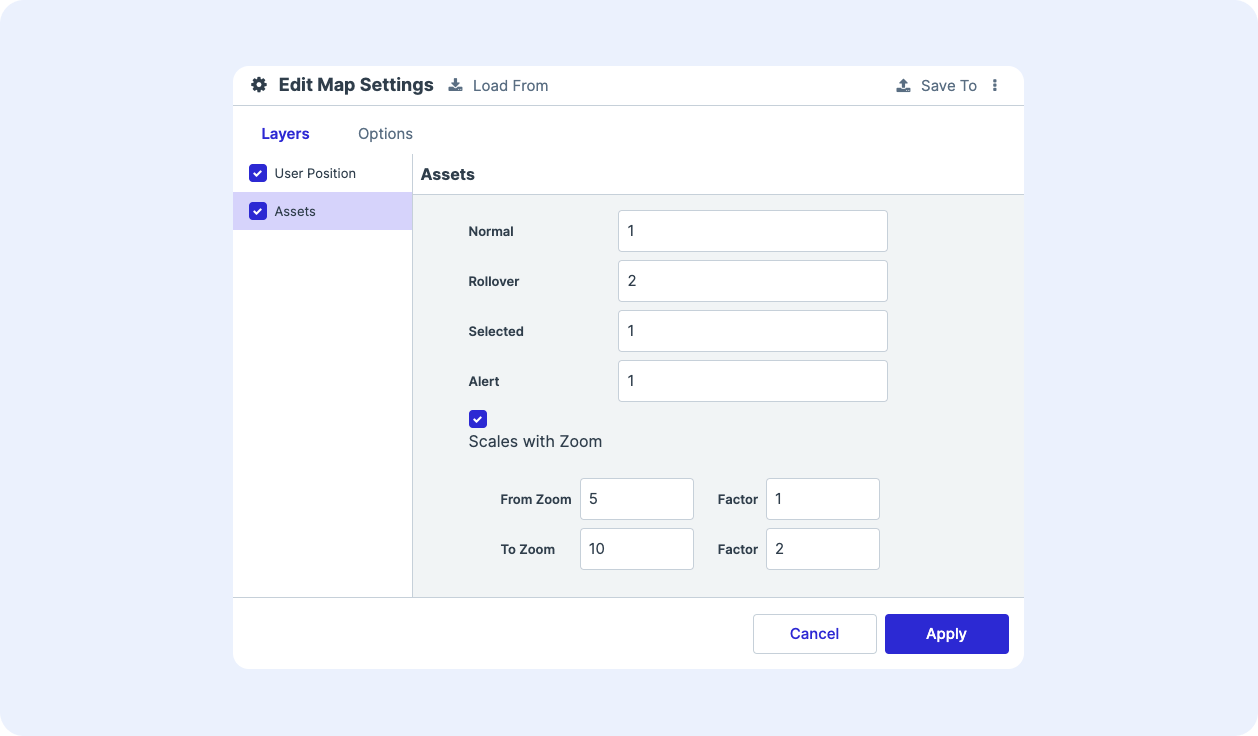 Edit Map Settings Load From Save To
Layers Options
User Position
Assets
Assets
Normal 1
Rollover 2
Selected 1
Alert 1
Scales with Zoom
From Zoom 5 Factor 1
To Zoom 10 Factor 2
Cancel Apply